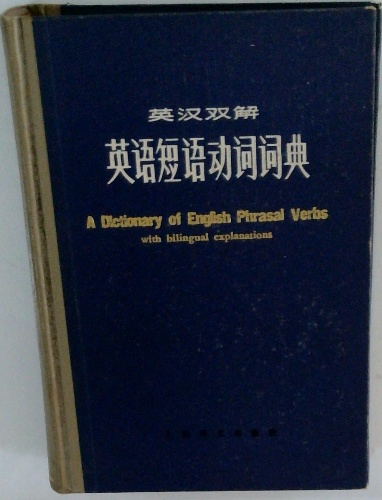 英汉双解
英语短语动词词典
A Dictionary of English Phrasal Verbs
with bilingual explanations